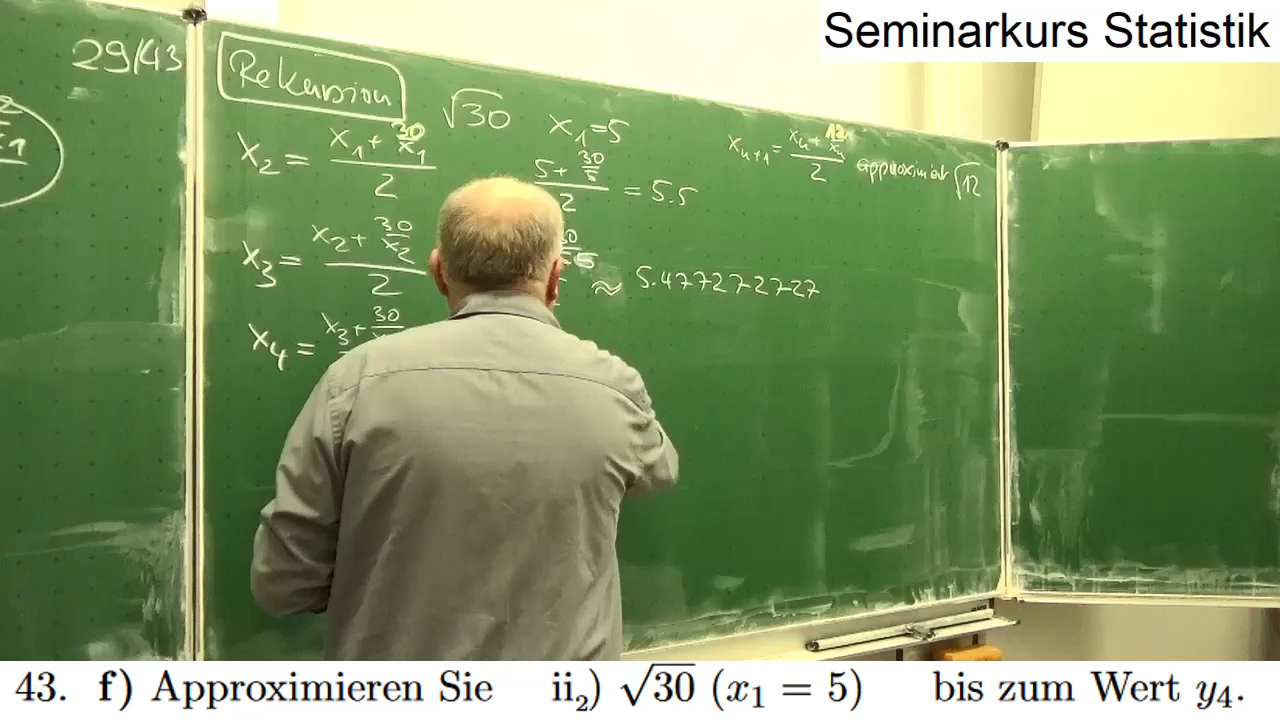 Seminarkurs Statistik
29/43
Rekursion
√30 x₁=5
x₂ = (x₁ + 30/x₁)/2
(5 + 30/5)/2 = 5.5
x₃ = (x₂ + 30/x₂)/2
≈ 5.477272727
x₄ = x₃ + 30
xₙ₊₁ = (xₙ + 12/xₙ)/2 approximiert √12
43. f) Approximieren Sie ii₂) √30 (x₁ = 5) bis zum Wert y₄.